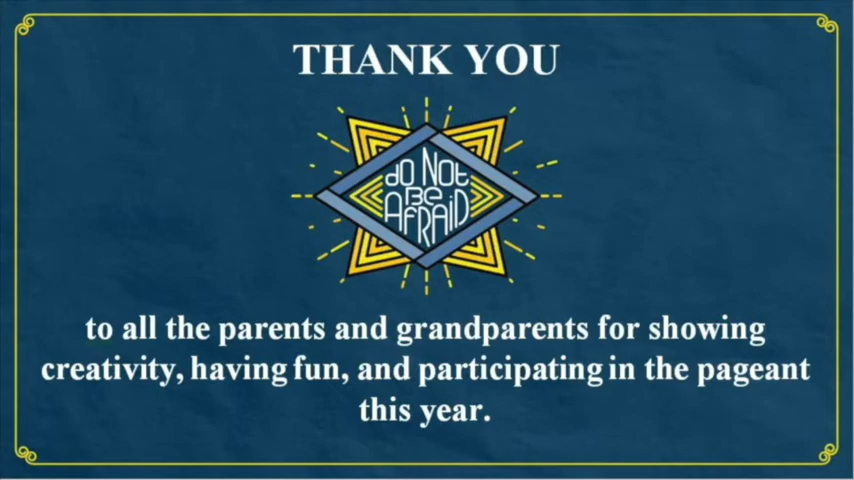 THANK YOU
do Not
Be
AfRAiD
to all the parents and grandparents for showing
creativity, having fun, and participating in the pageant
this year.